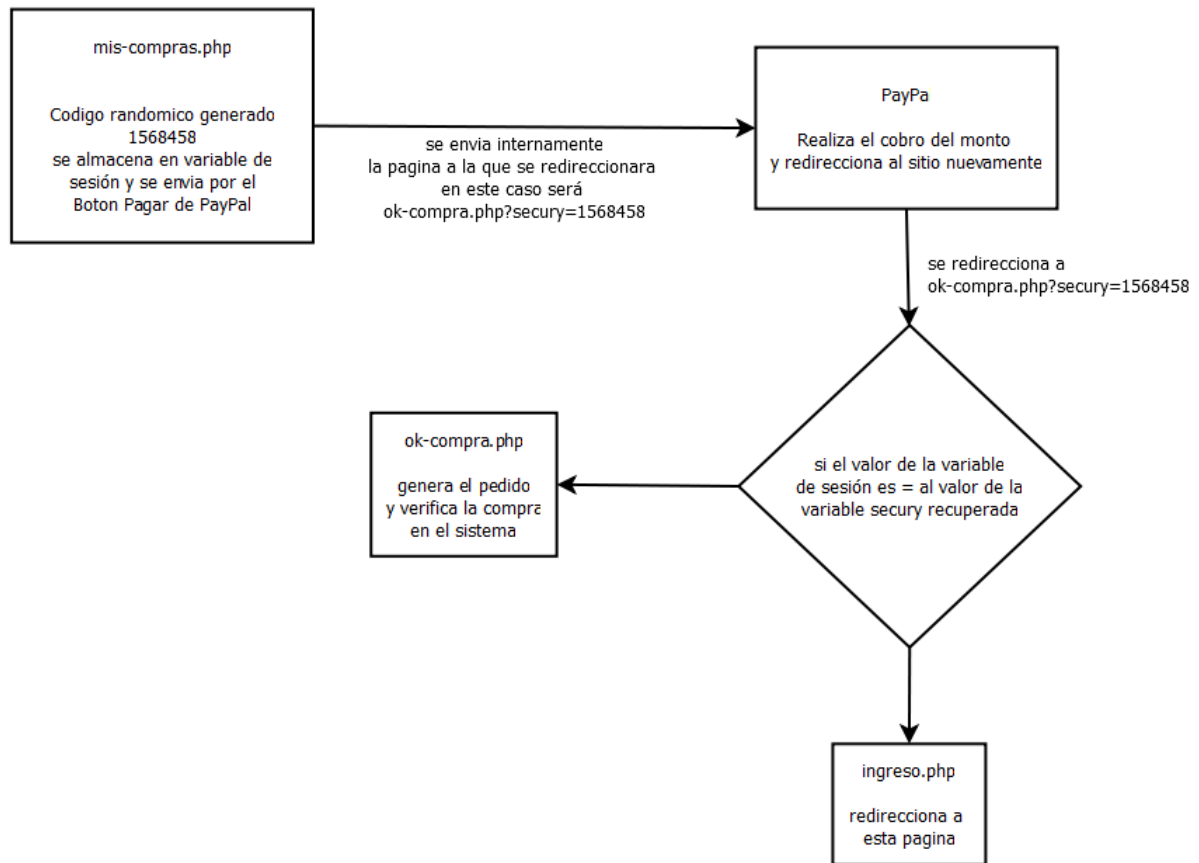 mis-compras.php
Codigo randomico generado
1568458
se almacena en variable de
sesión y se envia por el
Boton Pagar de PayPal
se envia internamente
la pagina a la que se redireccionara
en este caso será
ok-compra.php?secury=1568458
PayPa
Realiza el cobro del monto
y redirecciona al sitio nuevamente
se redirecciona a
ok-compra.php?secury=1568458
si el valor de la variable
de sesión es = al valor de la
variable secury recuperada
ok-compra.php
genera el pedido
y verifica la compra
en el sistema
ingreso.php
redirecciona a
esta pagina